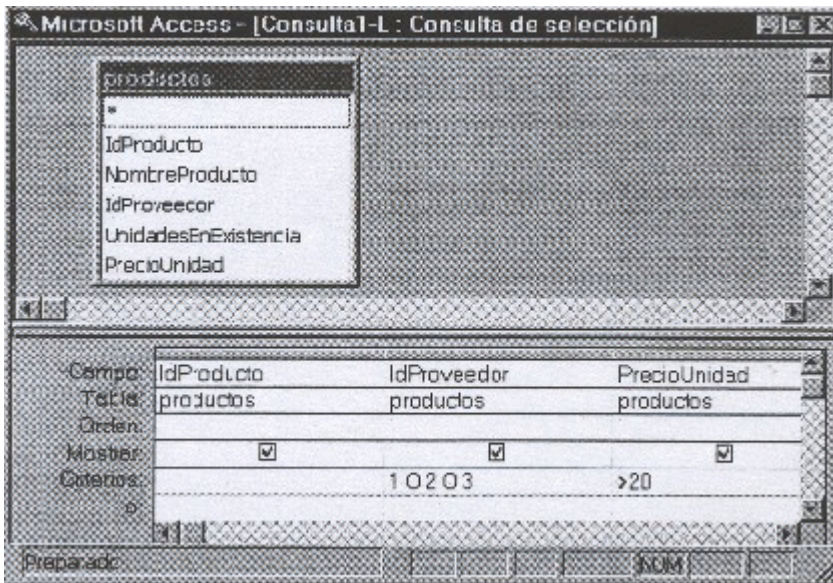 Microsoft Access - [Consulta1-L : Consulta de selección]
productos
*
IdProducto
NombreProducto
IdProveedor
UnidadesEnExistencia
PrecioUnidad
Campo: IdProducto IdProveedor PrecioUnidad
Tabla: productos productos productos
Orden:
Mostrar:
Criterios: 1 O 2 O 3 >20
o:
Preparado NUM